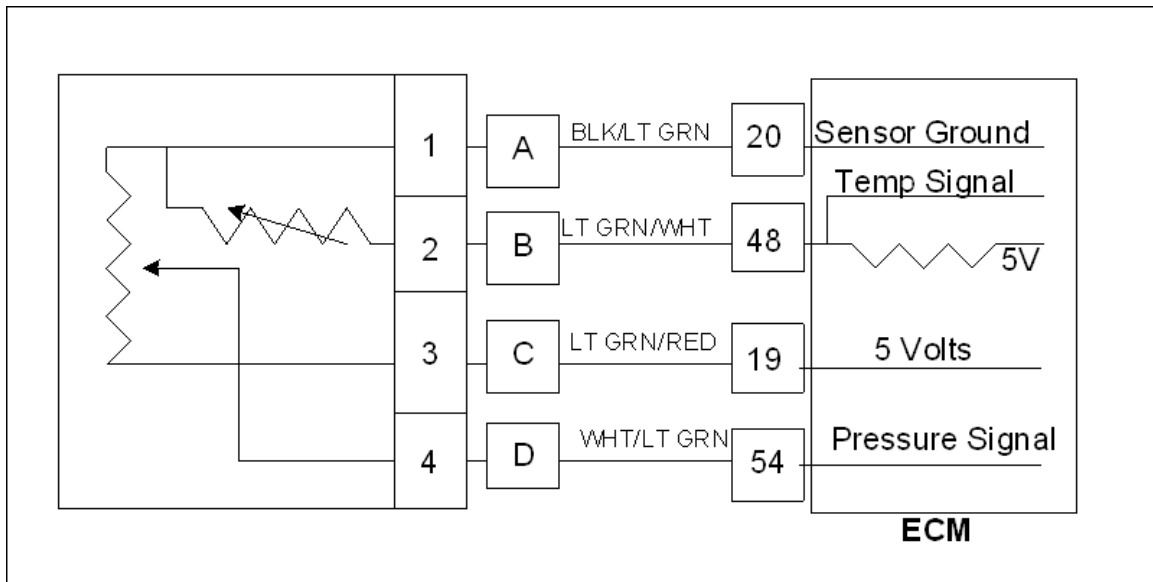 1 A BLK/LT GRN 20 Sensor Ground
Temp Signal
2 B LT GRN/WHT 48
5V
3 C LT GRN/RED 19 5 Volts
4 D WHT/LT GRN 54 Pressure Signal
ECM